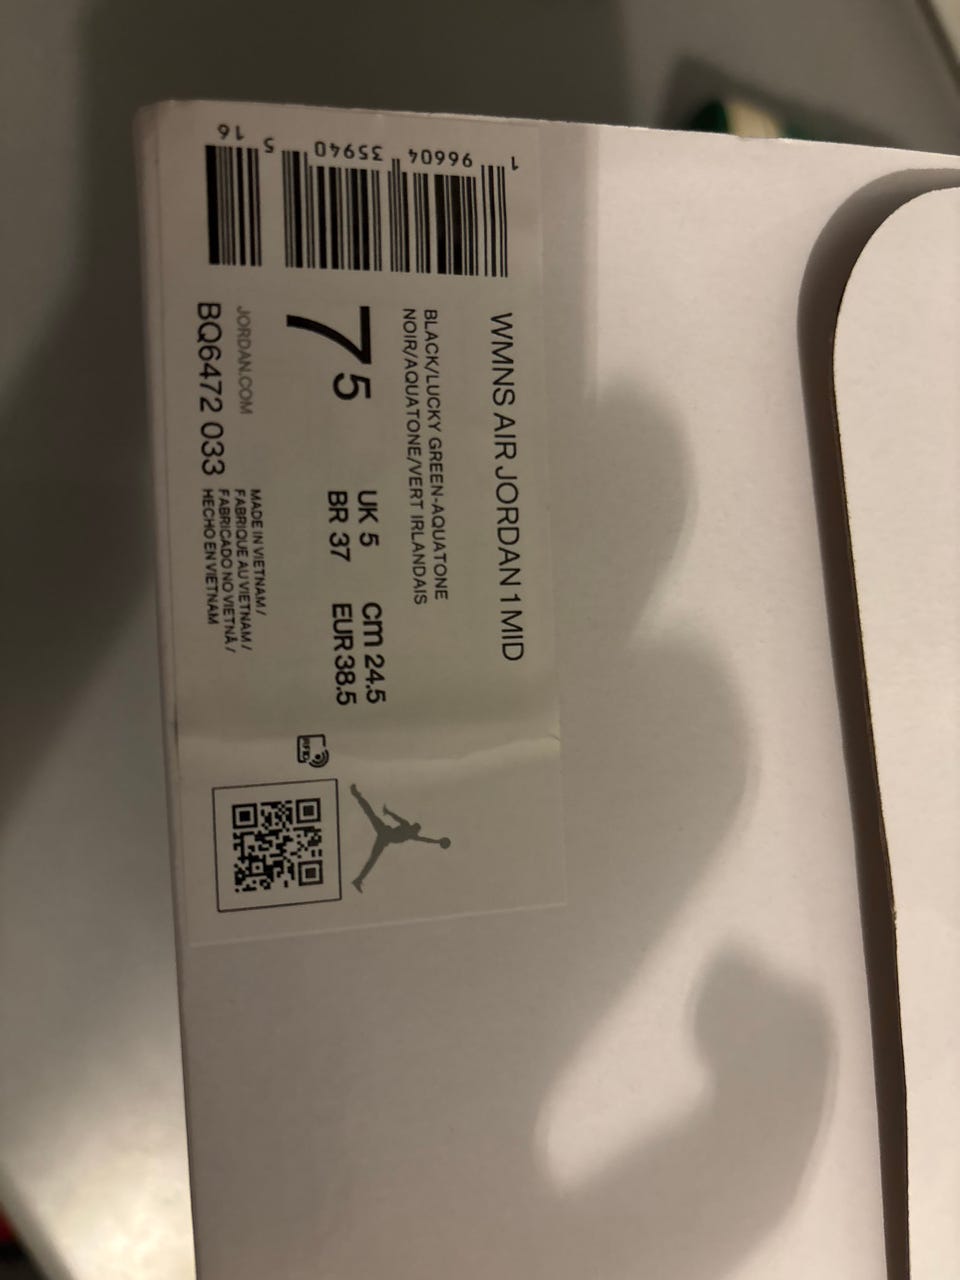 WMNS AIR JORDAN 1 MID
BLACK/LUCKY GREEN-AQUATONE
NOIR/AQUATONE/VERT IRLANDAIS
7 5
UK 5 cm 24.5
BR 37 EUR 38.5
JORDAN.COM
BQ6472 033
MADE IN VIETNAM /
FABRIQUE AU VIETNAM /
FABRICADO NO VIETNÃ /
HECHO EN VIETNAM
1 96604 35940 5 16
RFID